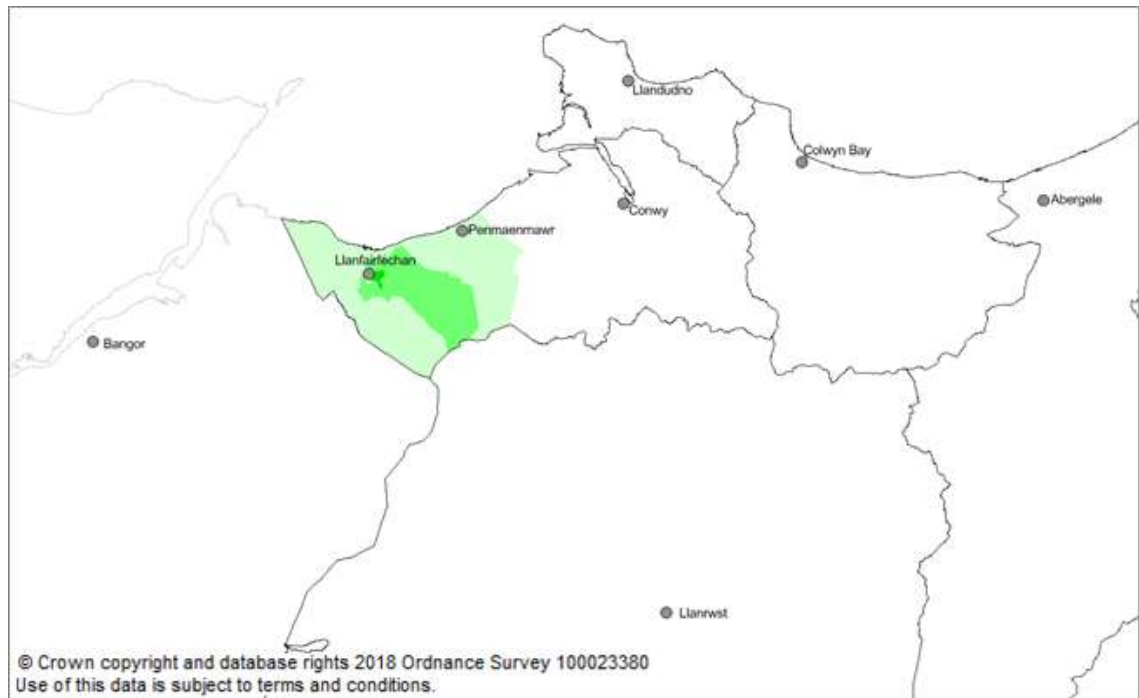 Llandudno
Colwyn Bay
Abergele
Conwy
Penmaenmawr
Llanfairfechan
Bangor
Llanrwst
© Crown copyright and database rights 2018 Ordnance Survey 100023380
Use of this data is subject to terms and conditions.